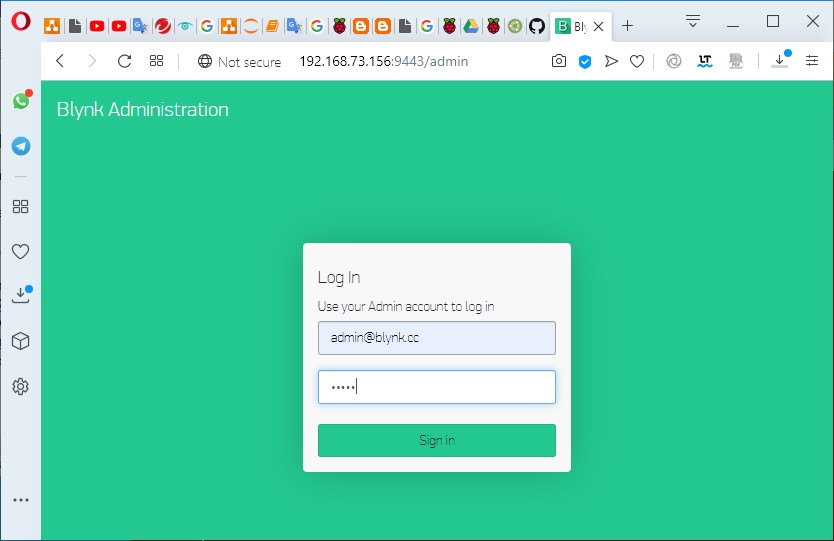 Bly
Not secure
192.168.73.156:9443/admin
Blynk Administration
Log In
Use your Admin account to log in
admin@blynk.cc
•••••
Sign in